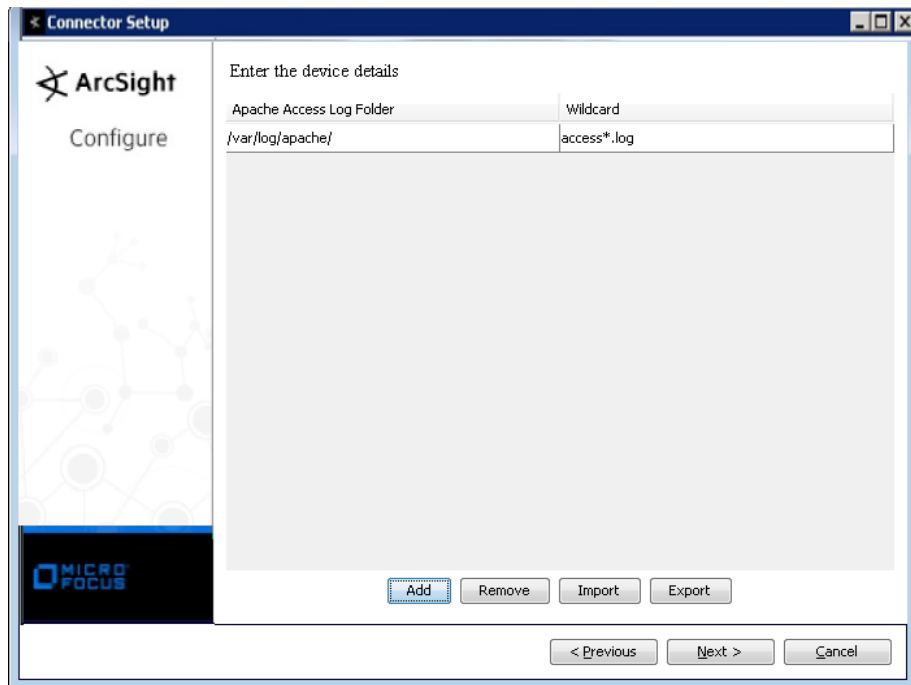 Connector Setup
ArcSight
Configure
Enter the device details
Apache Access Log Folder Wildcard
/var/log/apache/ access*.log
MICRO
FOCUS
Add Remove Import Export
< Previous Next > Cancel